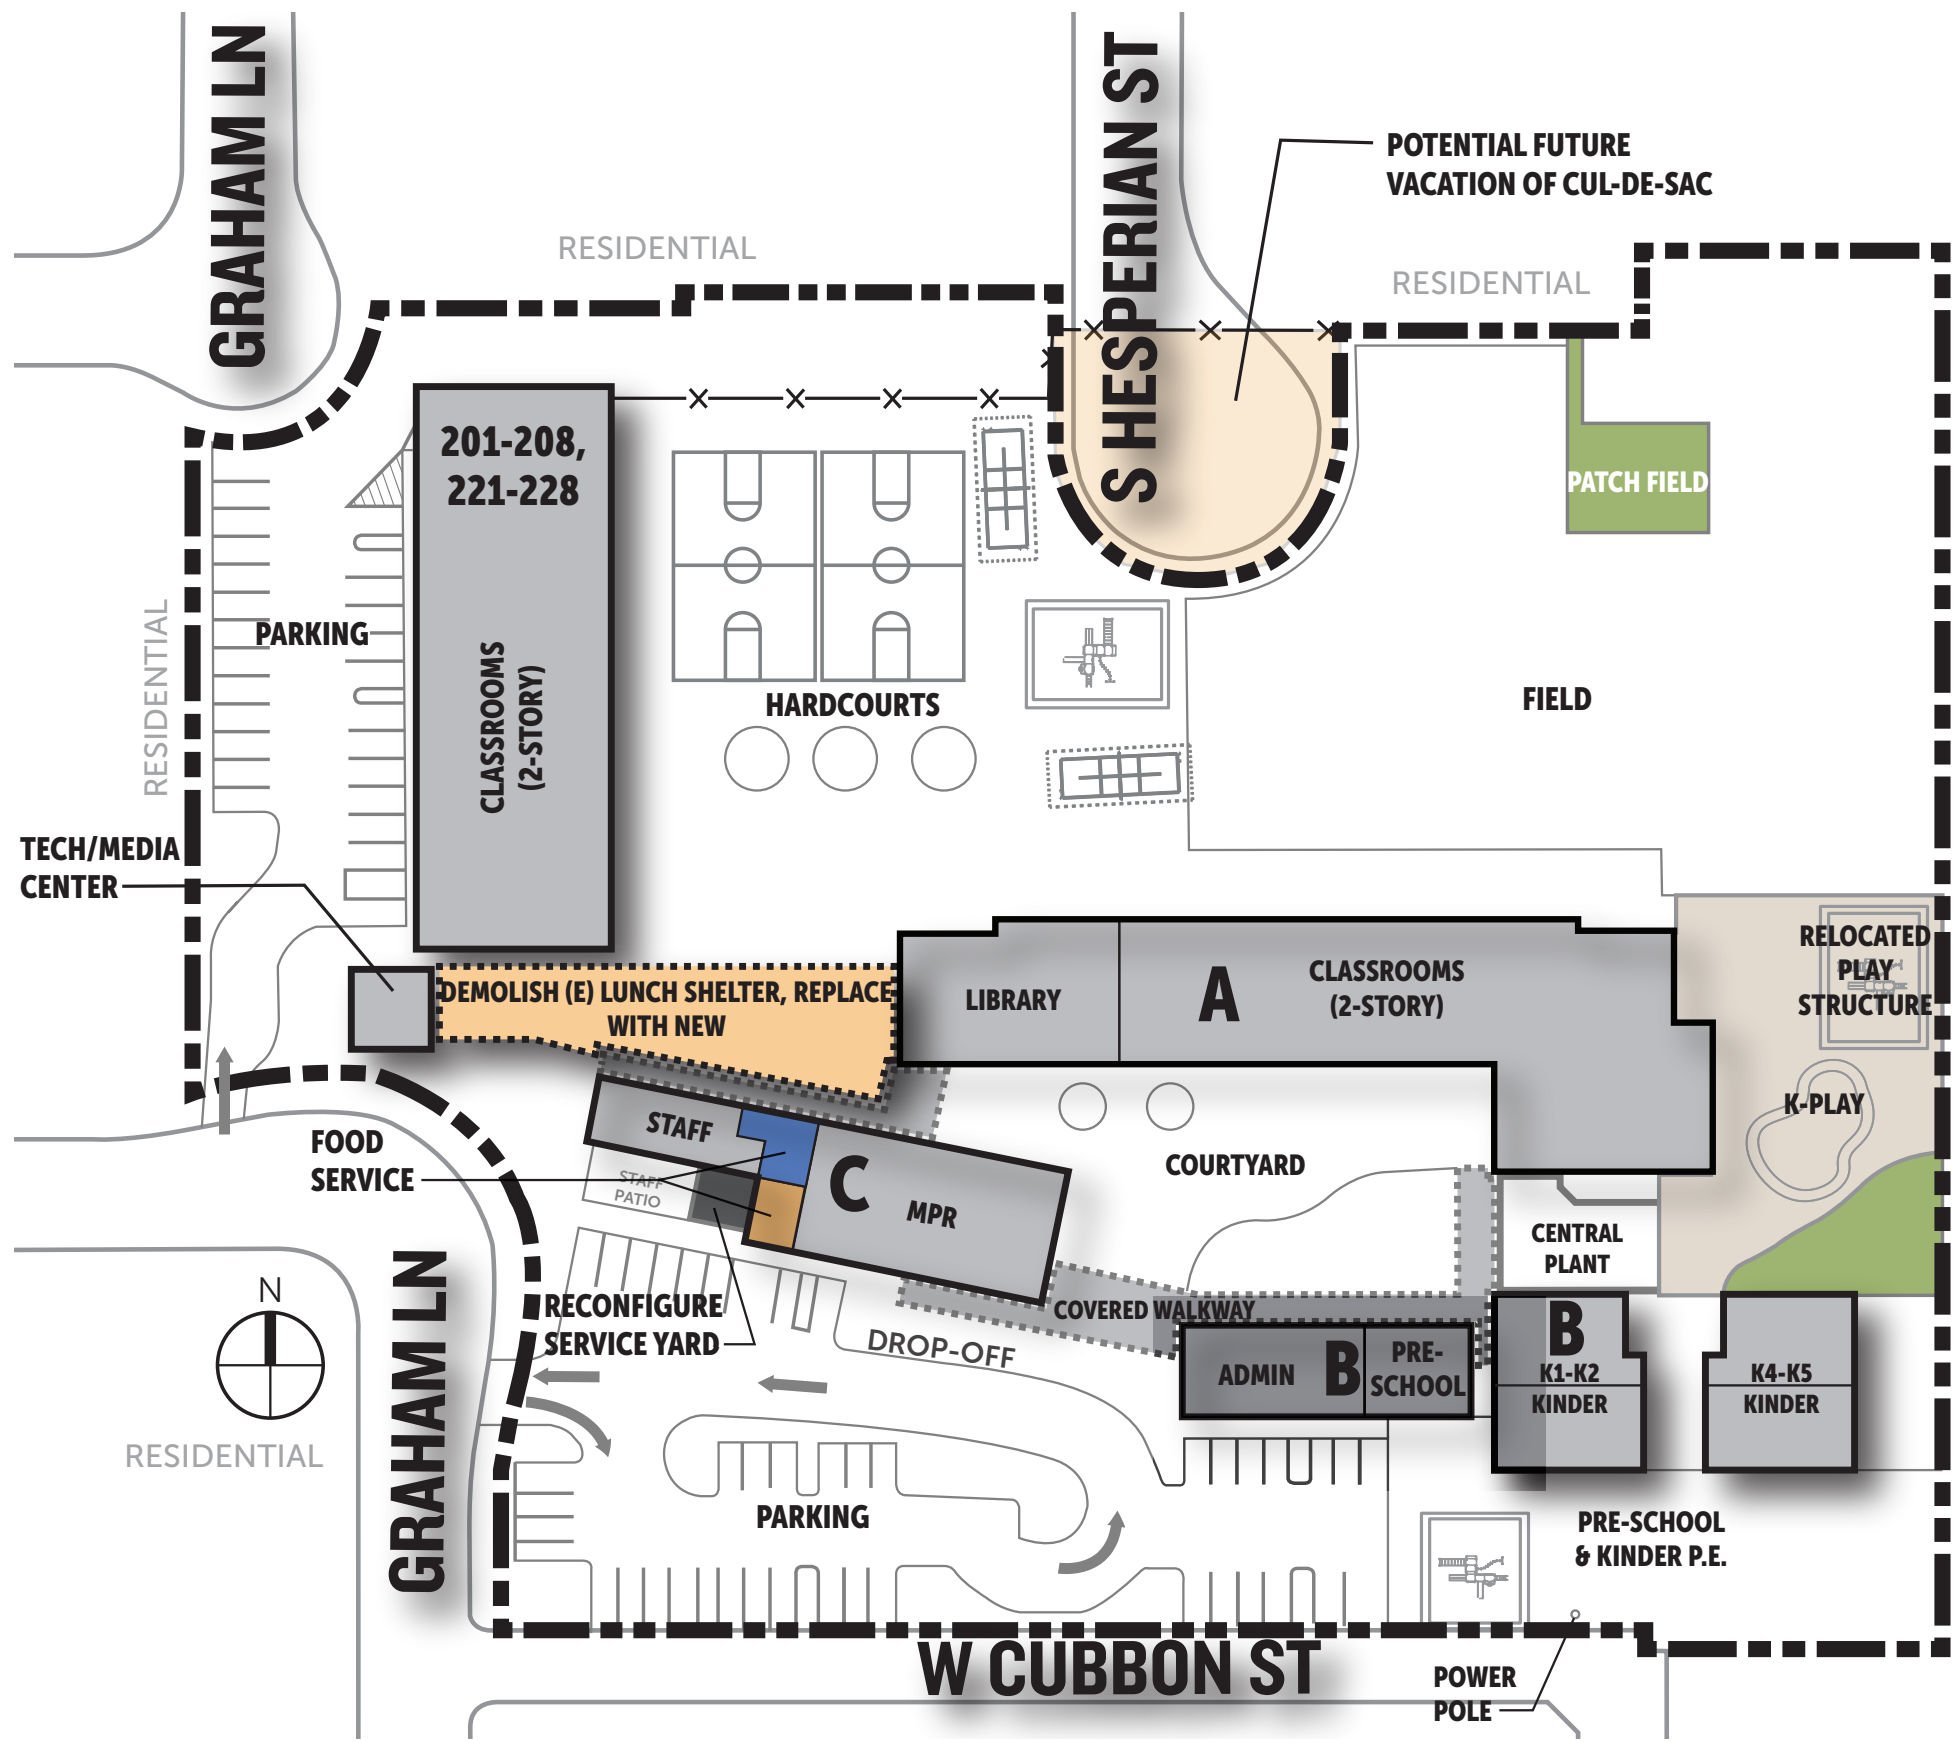 GRAHAM LN
S HESPERIAN ST
POTENTIAL FUTURE
VACATION OF CUL-DE-SAC
RESIDENTIAL
RESIDENTIAL
201-208,
221-228
PATCH FIELD
RESIDENTIAL
PARKING
CLASSROOMS
(2-STORY)
HARDCOURTS
FIELD
TECH/MEDIA
CENTER
DEMOLISH (E) LUNCH SHELTER, REPLACE
WITH NEW
LIBRARY
A
CLASSROOMS
(2-STORY)
RELOCATED
PLAY
STRUCTURE
K-PLAY
FOOD
SERVICE
STAFF
STAFF
PATIO
C
MPR
COURTYARD
CENTRAL
PLANT
GRAHAM LN
N
RESIDENTIAL
RECONFIGURE
SERVICE YARD
DROP-OFF
COVERED WALKWAY
ADMIN
B
PRE-
SCHOOL
B
K1-K2
KINDER
K4-K5
KINDER
PARKING
PRE-SCHOOL
& KINDER P.E.
W CUBBON ST
POWER
POLE